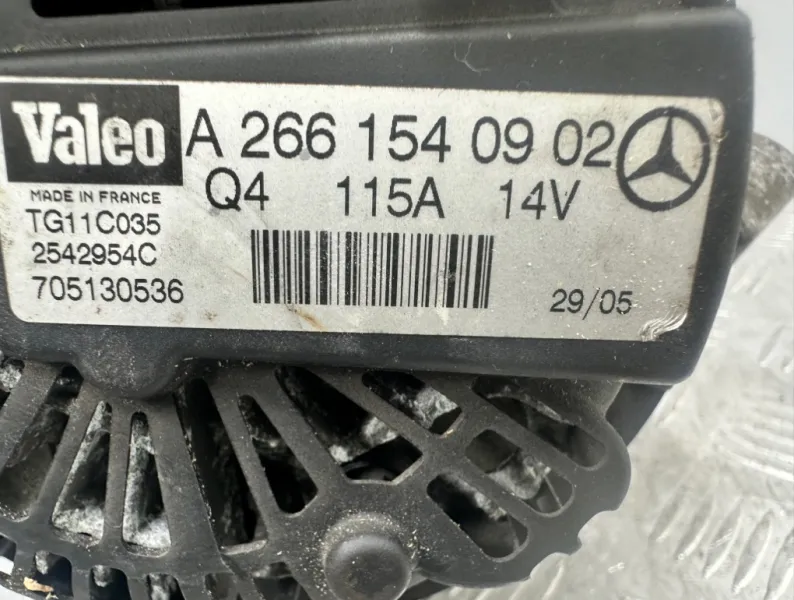 Valeo A 266 154 09 02
MADE IN FRANCE Q4 115A 14V
TG11C035
2542954C
705130536 29/05